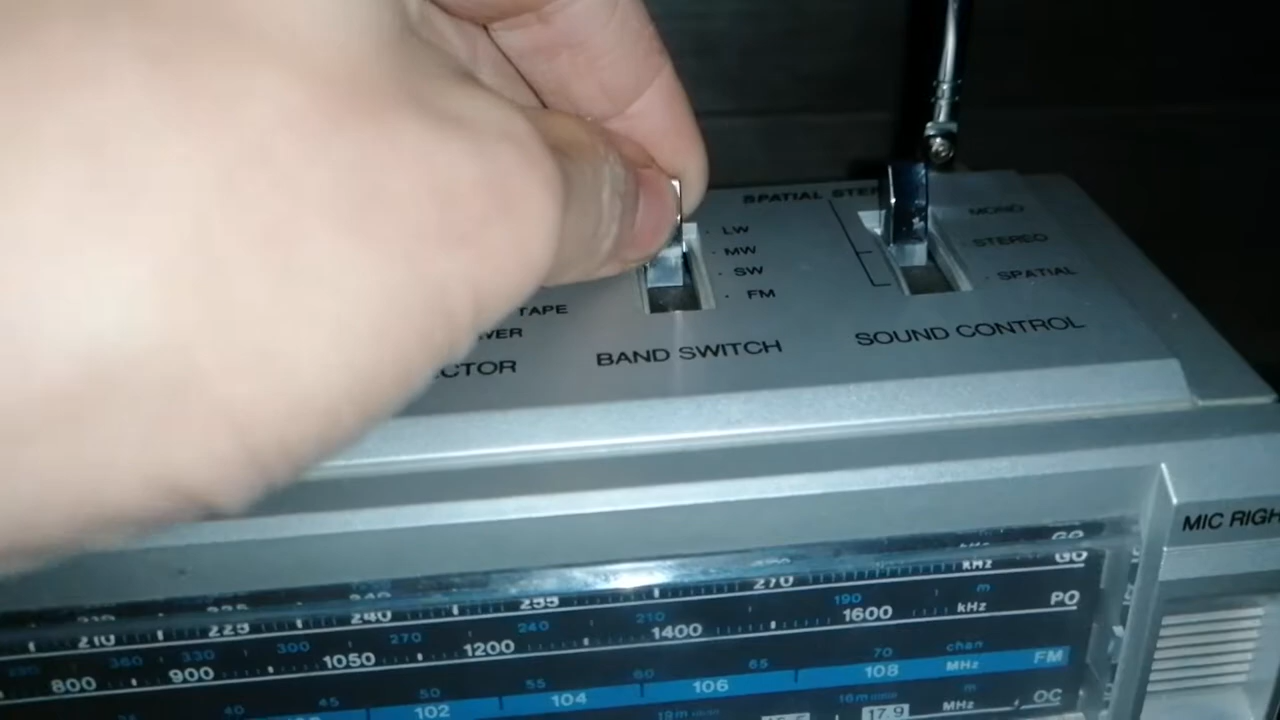 SPATIAL STE
LW
MW
SW
FM
MONO
STEREO
SPATIAL
TAPE
BAND SWITCH
SOUND CONTROL
MIC RIGH
GO
210 225 240 255 270 kHz GO
190 m
800 900 1050 1200 1400 1600 kHz PO
360 330 300 270 240 210
40 45 50 55 60 65 70 chan
102 104 106 108 MHz FM
16m m
17.9 MHz OC